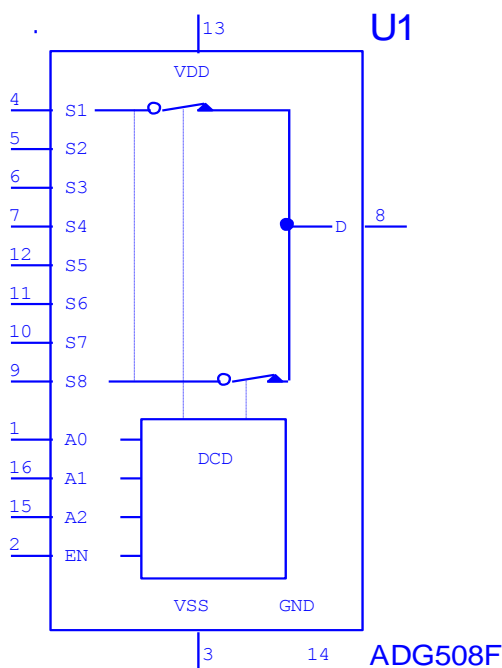 13 U1
VDD
4 S1
5 S2
6 S3
7 S4 D 8
12 S5
11 S6
10 S7
9 S8
1 A0
DCD
16 A1
15 A2
2 EN
VSS GND
3 14 ADG508F